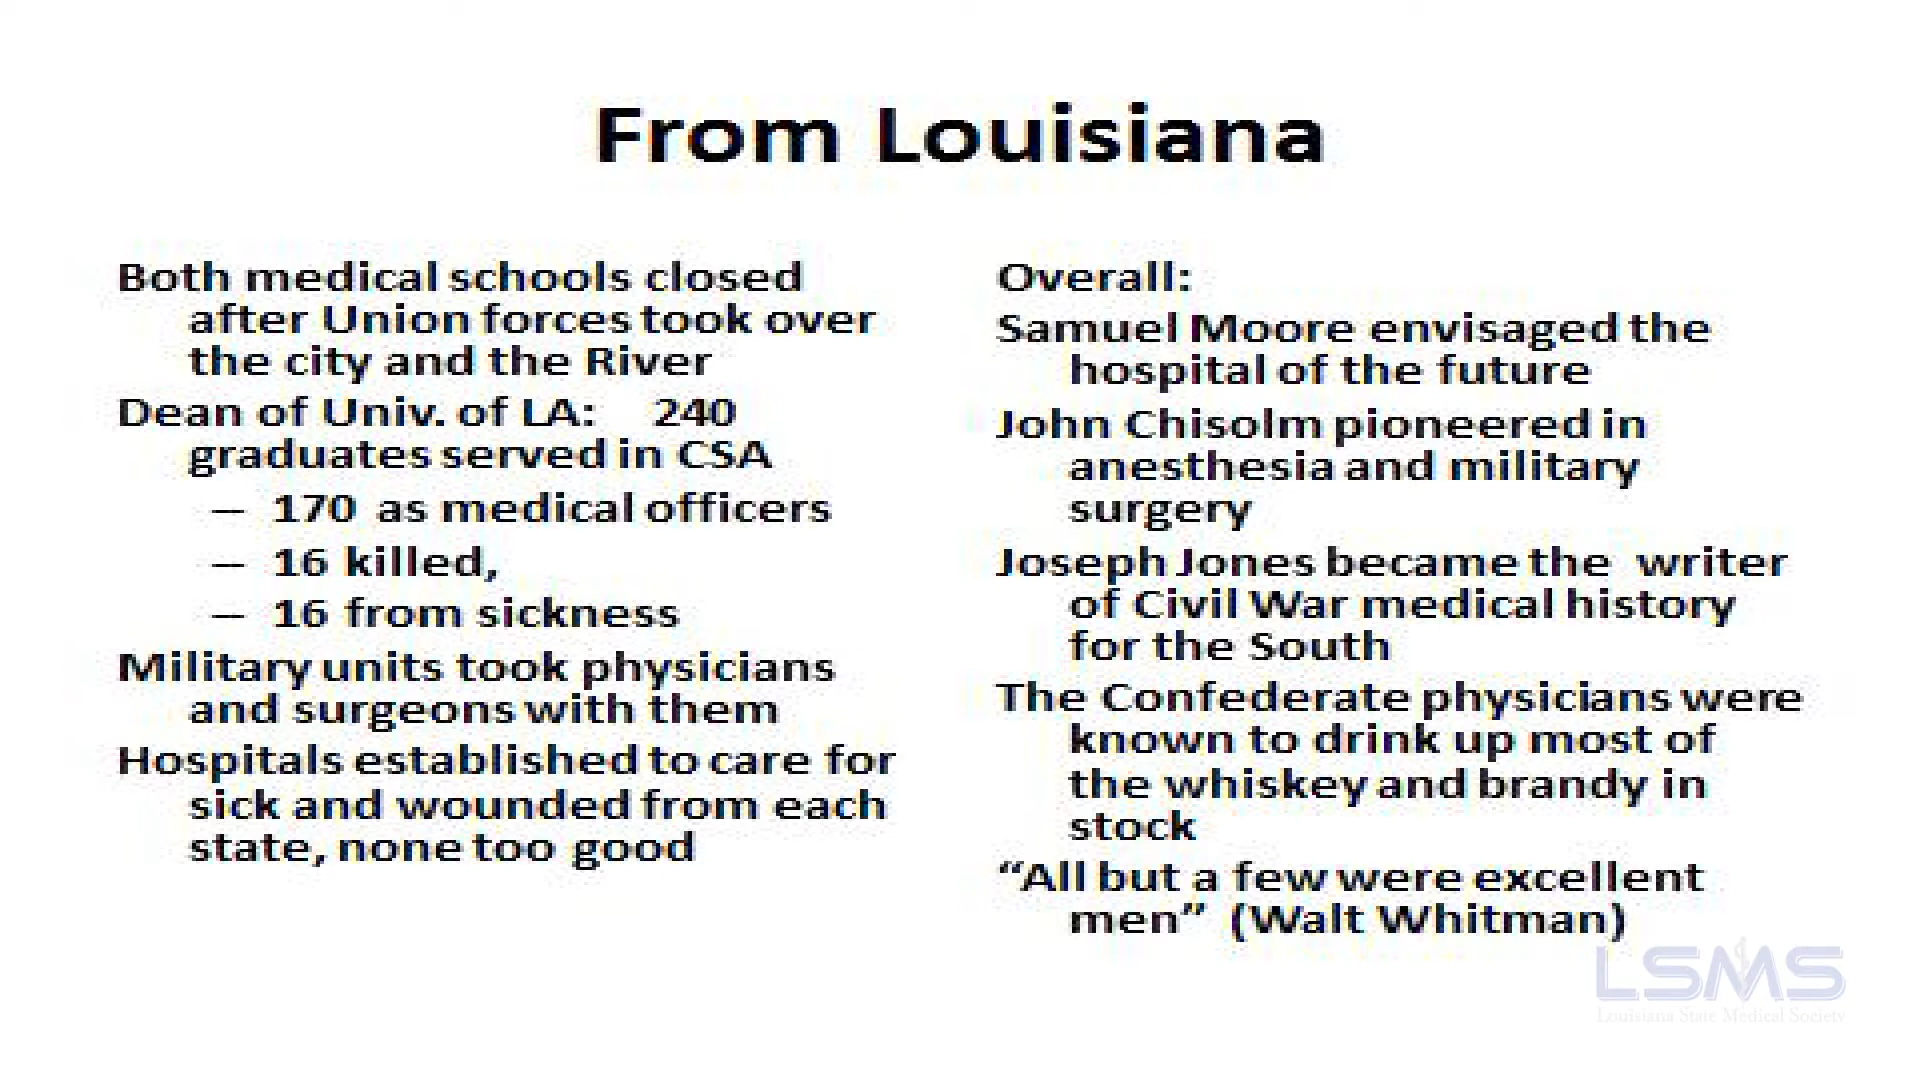 From Louisiana
Both medical schools closed
after Union forces took over
the city and the River
Dean of Univ. of LA: 240
graduates served in CSA
– 170 as medical officers
– 16 killed,
– 16 from sickness
Military units took physicians
and surgeons with them
Hospitals established to care for
sick and wounded from each
state, none too good
Overall:
Samuel Moore envisaged the
hospital of the future
John Chisolm pioneered in
anesthesia and military
surgery
Joseph Jones became the writer
of Civil War medical history
for the South
The Confederate physicians were
known to drink up most of
the whiskey and brandy in
stock
“All but a few were excellent
men” (Walt Whitman)
LSMS
Louisiana State Medical Society